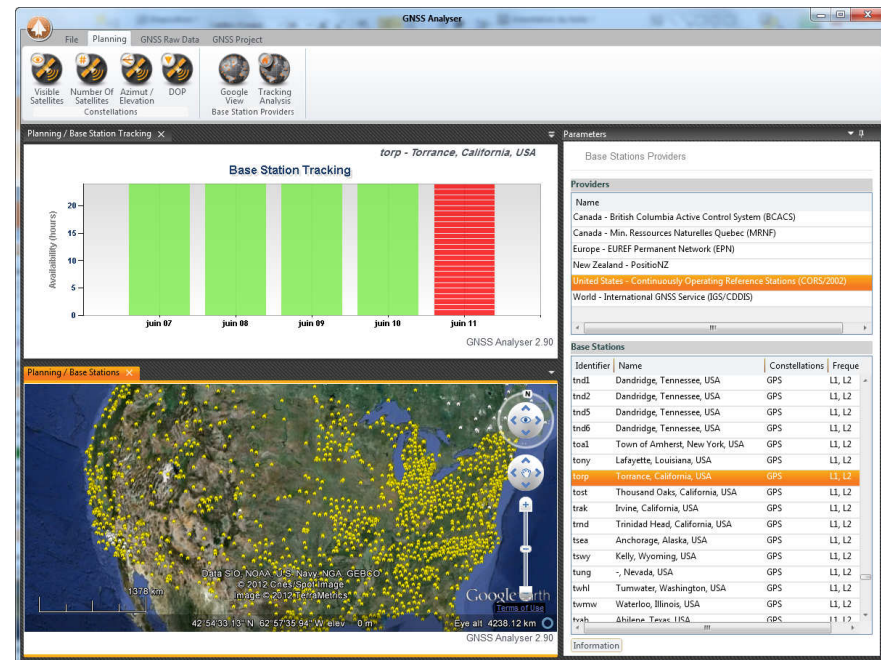 GNSS Analyser
File Planning GNSS Raw Data GNSS Project
Visible Satellites
Number Of Satellites
Azimut / Elevation
DOP
Google View
Tracking Analysis
Constellations
Base Station Providers
Planning / Base Station Tracking
torp - Torrance, California, USA
Base Station Tracking
Availability (hours)
20
15
10
5
0
juin 07 juin 08 juin 09 juin 10 juin 11
GNSS Analyser 2.90
Planning / Base Stations
N
Data SIO, NOAA, U.S. Navy, NGA, GEBCO
© 2012 Cnes/Spot Image
Image © 2012 TerraMetrics
1378 km
Google earth
Terms of Use
42°54'33.13" N 62°57'35.94" W elev 0 m
Eye alt 4238.12 km
GNSS Analyser 2.90
Parameters
Base Stations Providers
Providers
Name
Canada - British Columbia Active Control System (BCACS)
Canada - Min. Ressources Naturelles Quebec (MRNF)
Europe - EUREF Permanent Network (EPN)
New Zealand - PositioNZ
United States - Continuously Operating Reference Stations (CORS/2002)
World - International GNSS Service (IGS/CDDIS)
Base Stations
Identifier Name Constellations Freque
tnd1 Dandridge, Tennessee, USA GPS L1, L2
tnd2 Dandridge, Tennessee, USA GPS L1, L2
tnd5 Dandridge, Tennessee, USA GPS L1, L2
tnd6 Dandridge, Tennessee, USA GPS L1, L2
toa1 Town of Amherst, New York, USA GPS L1, L2
tony Lafayette, Louisiana, USA GPS L1, L2
torp Torrance, California, USA GPS L1, L2
tost Thousand Oaks, California, USA GPS L1, L2
trak Irvine, California, USA GPS L1, L2
trnd Trinidad Head, California, USA GPS L1, L2
tsea Anchorage, Alaska, USA GPS L1, L2
tswy Kelly, Wyoming, USA GPS L1, L2
tung -, Nevada, USA GPS L1, L2
twhl Tumwater, Washington, USA GPS L1, L2
twmw Waterloo, Illinois, USA GPS L1, L2
txab Abilene, Texas, USA GPS L1, L2
Information